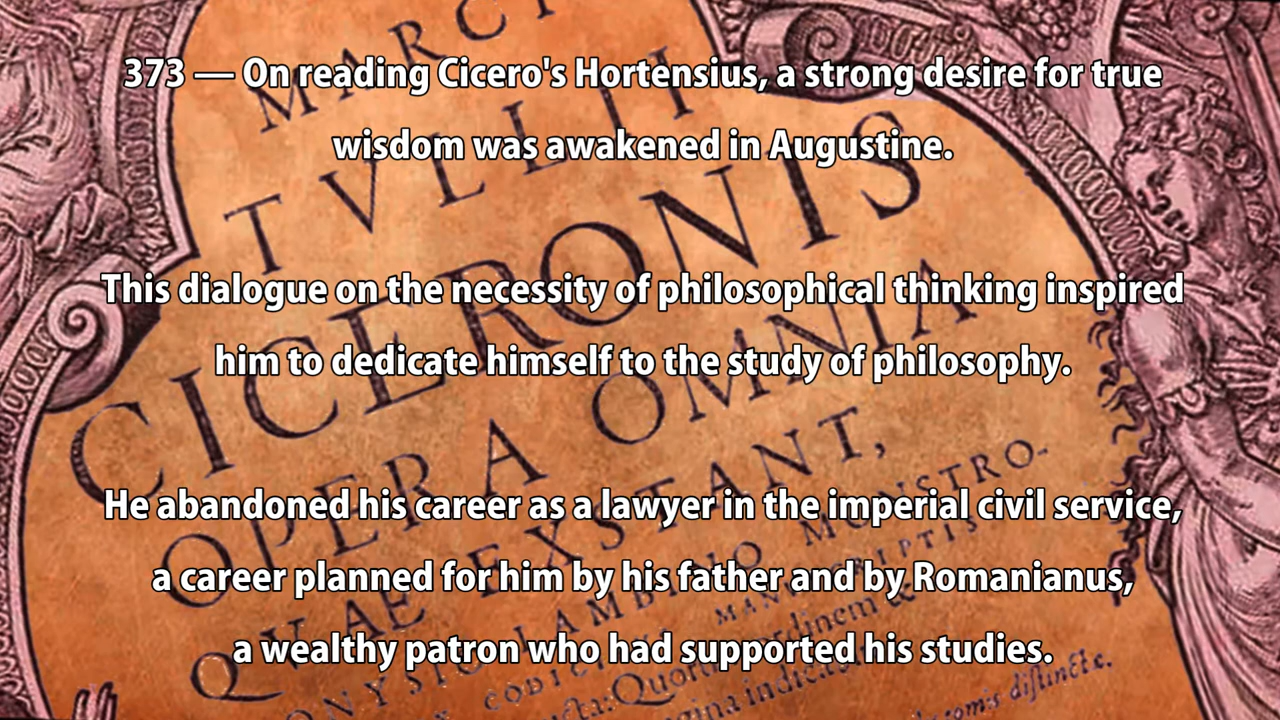 373 — On reading Cicero's Hortensius, a strong desire for true
wisdom was awakened in Augustine.
This dialogue on the necessity of philosophical thinking inspired
him to dedicate himself to the study of philosophy.
He abandoned his career as a lawyer in the imperial civil service,
a career planned for him by his father and by Romanianus,
a wealthy patron who had supported his studies.
MARC
TVLLII
CICERONIS
OPERA OMNIA
QUAE EXSTANT,